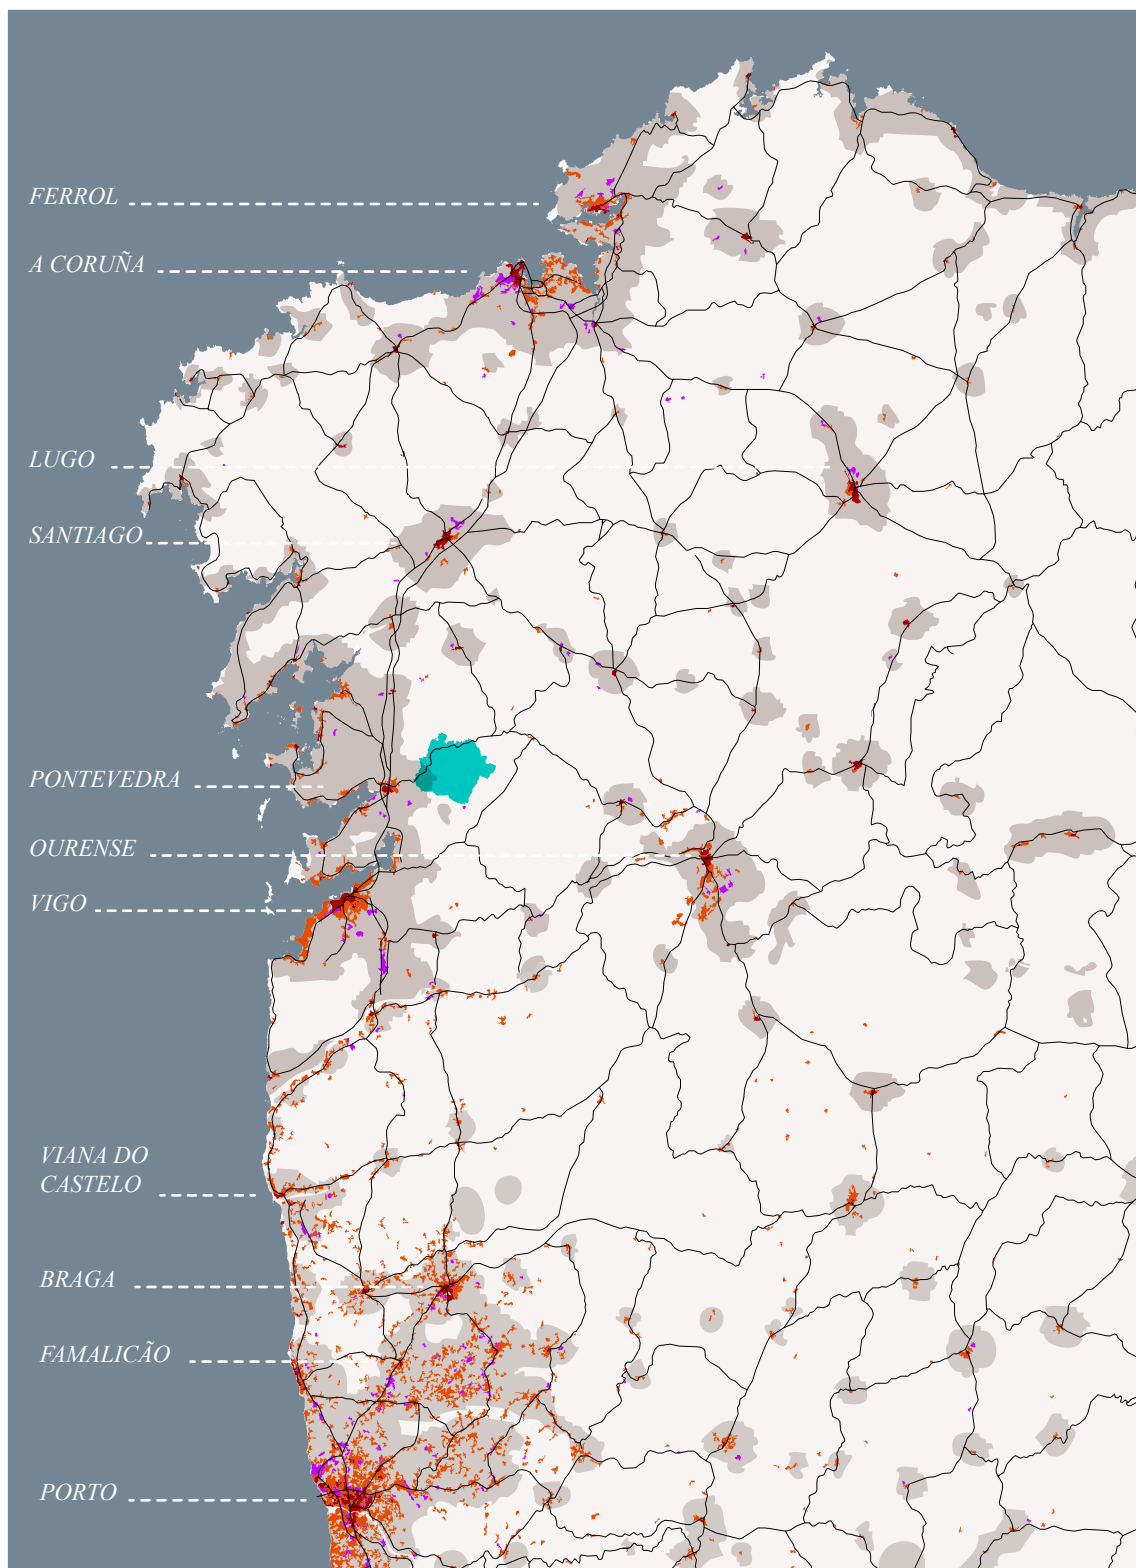 FERROL
A CORUÑA
LUGO
SANTIAGO
PONTEVEDRA
OURENSE
VIGO
VIANA DO
CASTELO
BRAGA
FAMALICÃO
PORTO